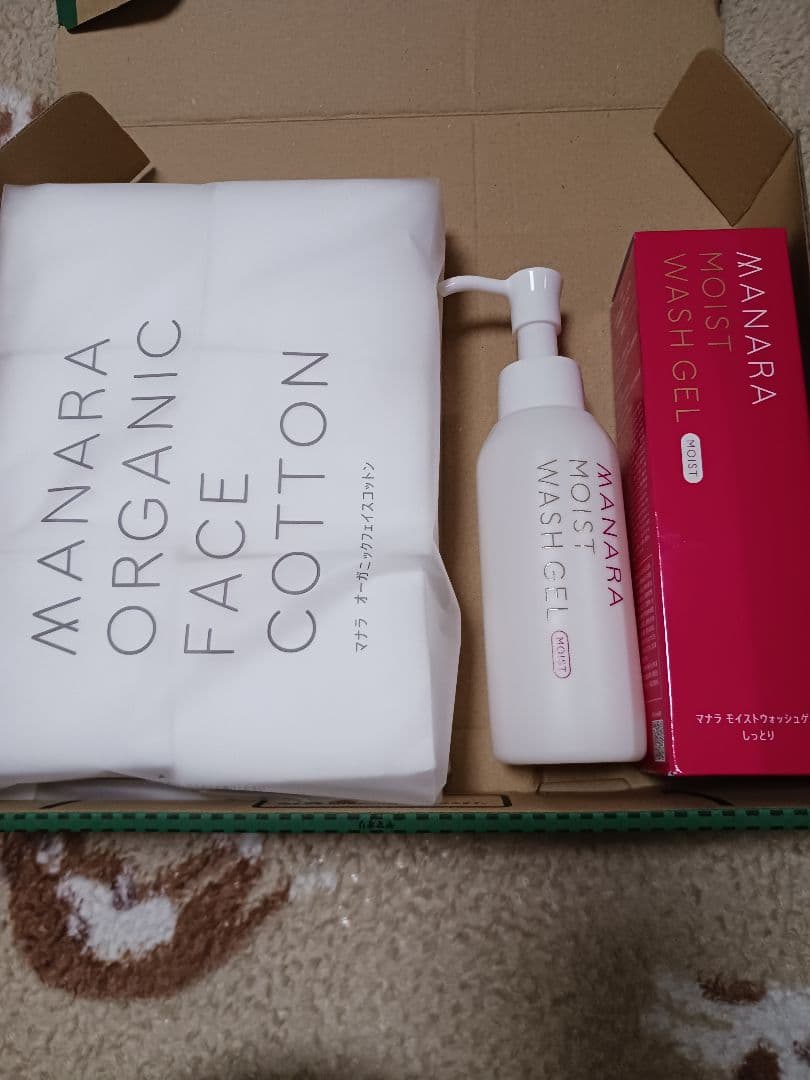 MANARA
ORGANIC
FACE
COTTON
マナラ オーガニックフェイスコットン
MANARA
MOIST
WASH GEL
MOIST
MANARA
MOIST
WASH GEL
MOIST
マナラ モイストウォッシュゲ
しっとり